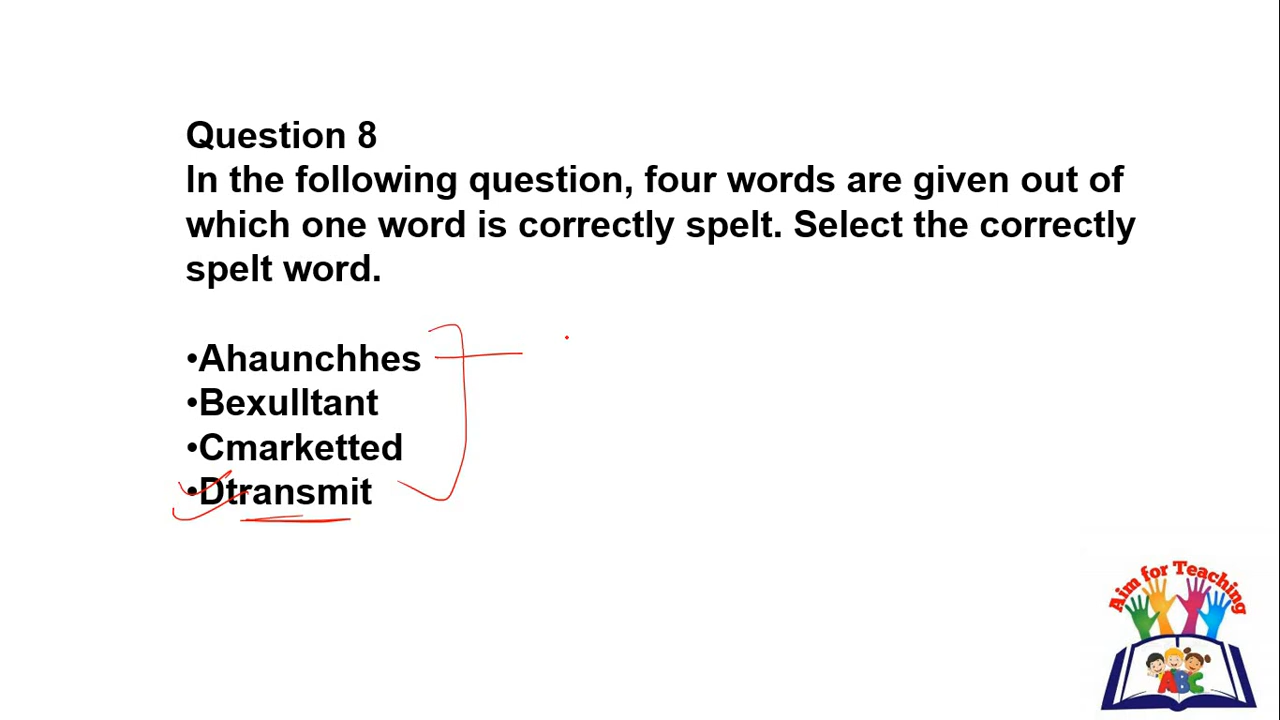 Question 8
In the following question, four words are given out of
which one word is correctly spelt. Select the correctly
spelt word.
•Ahaunchhes
•Bexulltant
•Cmarketted
•Dtransmit
Aim for Teaching
ABC